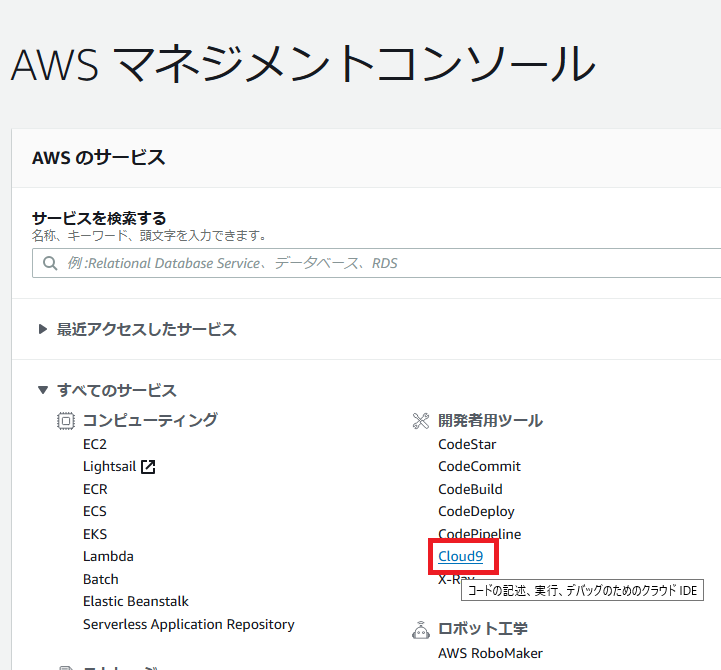 AWS マネジメントコンソール
AWS のサービス
サービスを検索する
名称、キーワード、頭文字を入力できます。
例 :Relational Database Service、データベース、RDS
最近アクセスしたサービス
すべてのサービス
コンピューティング
EC2
Lightsail
ECR
ECS
EKS
Lambda
Batch
Elastic Beanstalk
Serverless Application Repository
開発者用ツール
CodeStar
CodeCommit
CodeBuild
CodeDeploy
CodePipeline
Cloud9
X-Ray
コードの記述、実行、デバッグのためのクラウド IDE
ロボット工学
AWS RoboMaker